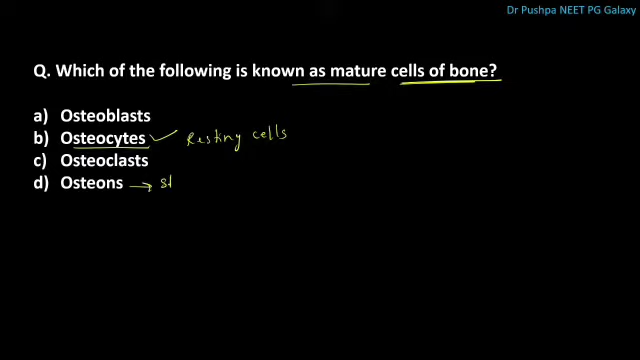 Dr Pushpa NEET PG Galaxy
Q. Which of the following is known as mature cells of bone?
a) Osteoblasts
b) Osteocytes ✓ Resting cells
c) Osteoclasts
d) Osteons → st